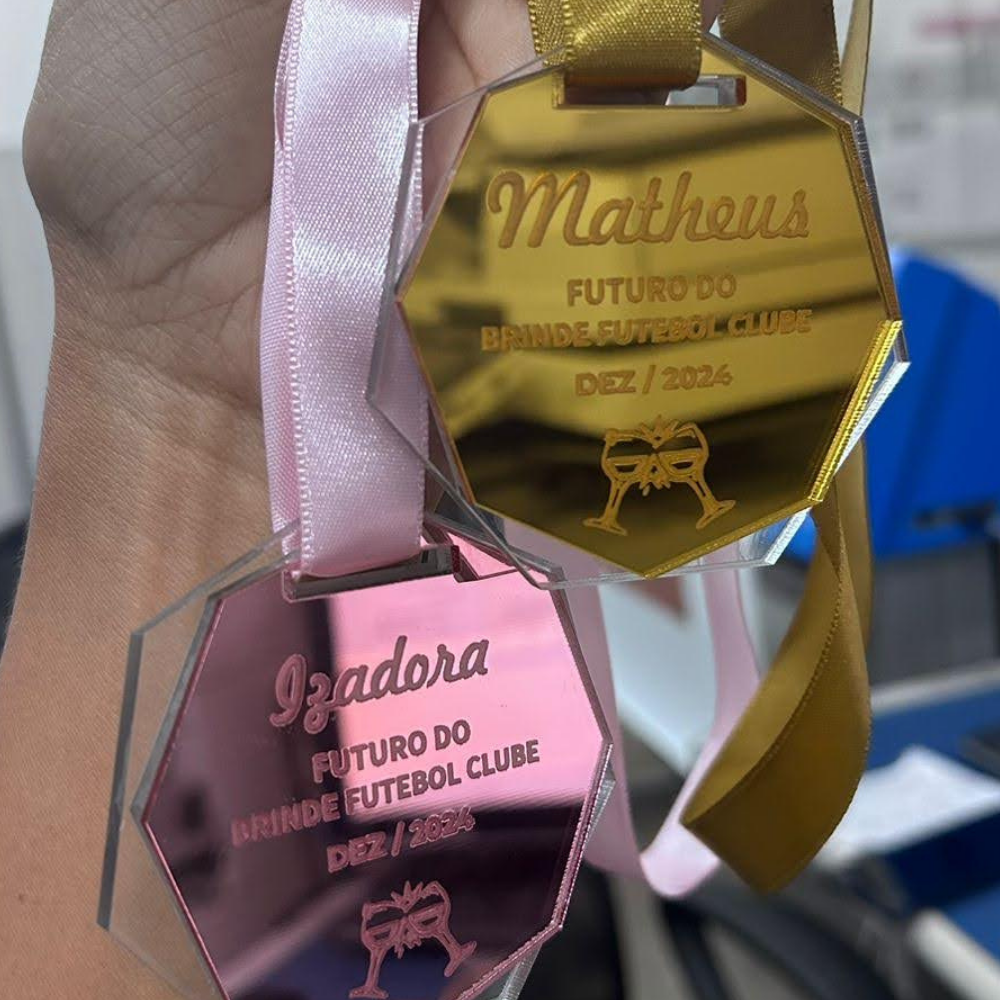 Matheus
FUTURO DO
BRINDE FUTEBOL CLUBE
DEZ / 2024
Izadora
FUTURO DO
BRINDE FUTEBOL CLUBE
DEZ / 2024